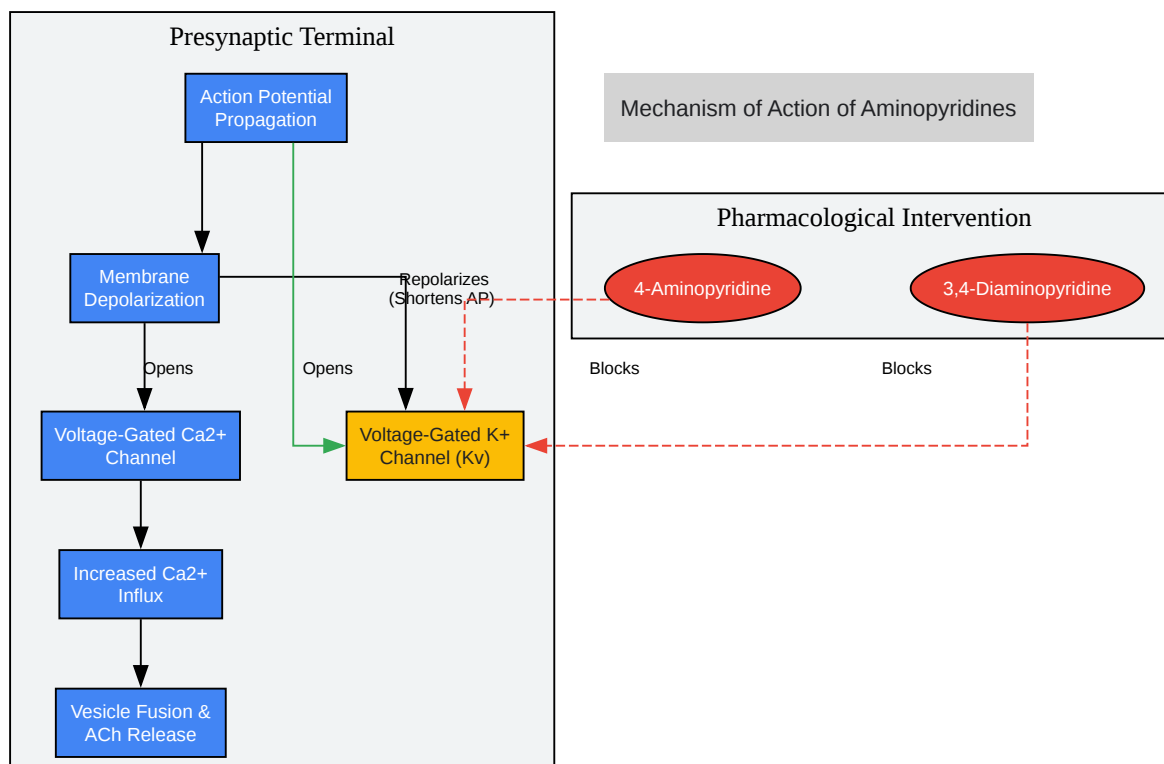 Presynaptic Terminal
Action Potential
Propagation
Mechanism of Action of Aminopyridines
Pharmacological Intervention
Membrane
Depolarization
Repolarizes
(Shortens AP)
4-Aminopyridine
3,4-Diaminopyridine
Opens
Opens
Blocks
Blocks
Voltage-Gated Ca2+
Channel
Voltage-Gated K+
Channel (Kv)
Increased Ca2+
Influx
Vesicle Fusion &
ACh Release